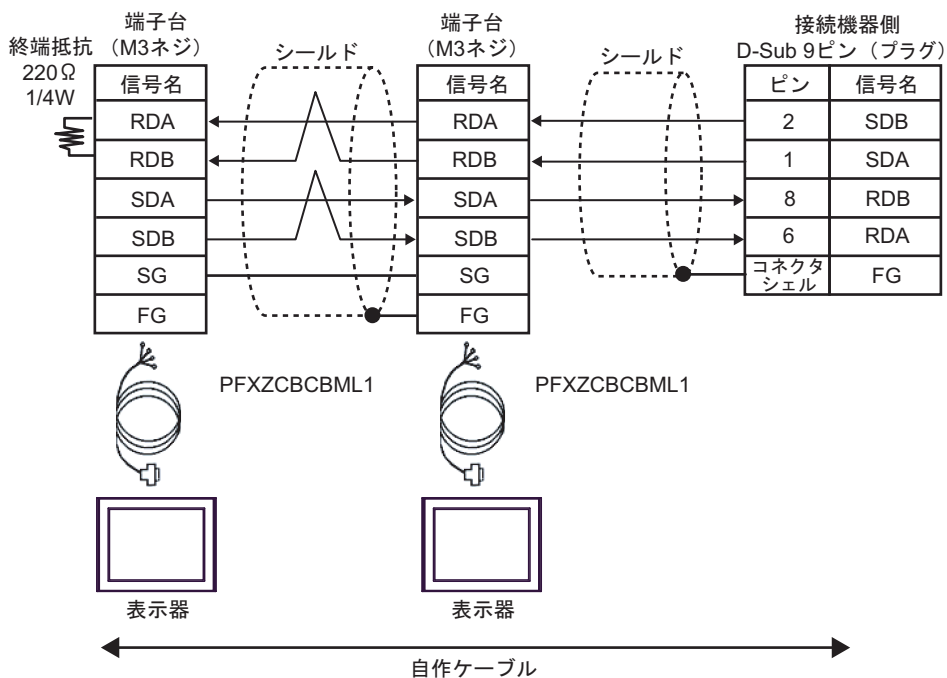 終端抵抗
220Ω
1/4W
端子台
(M3ネジ)
信号名
RDA
RDB
SDA
SDB
SG
FG
シールド
端子台
(M3ネジ)
信号名
RDA
RDB
SDA
SDB
SG
FG
シールド
接続機器側
D-Sub 9ピン（プラグ）
ピン 信号名
2 SDB
1 SDA
8 RDB
6 RDA
コネクタ
シェル FG
PFXZCBCBML1
PFXZCBCBML1
表示器
表示器
自作ケーブル